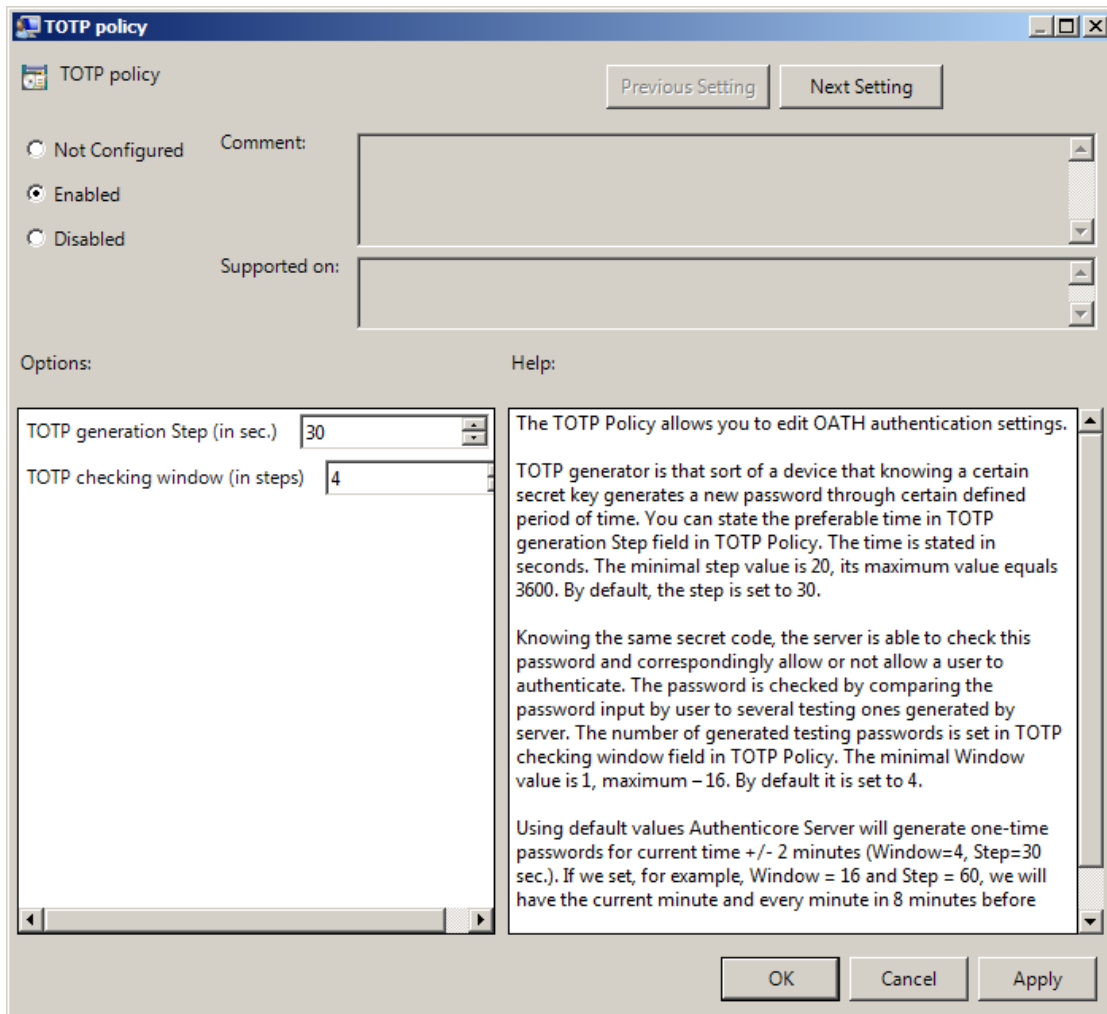 TOTP policy
TOTP policy
Previous Setting
Next Setting
Not Configured
Comment:
Enabled
Disabled
Supported on:
Options:
Help:
TOTP generation Step (in sec.) 30
TOTP checking window (in steps) 4
The TOTP Policy allows you to edit OATH authentication settings.
TOTP generator is that sort of a device that knowing a certain
secret key generates a new password through certain defined
period of time. You can state the preferable time in TOTP
generation Step field in TOTP Policy. The time is stated in
seconds. The minimal step value is 20, its maximum value equals
3600. By default, the step is set to 30.
Knowing the same secret code, the server is able to check this
password and correspondingly allow or not allow a user to
authenticate. The password is checked by comparing the
password input by user to several testing ones generated by
server. The number of generated testing passwords is set in TOTP
checking window field in TOTP Policy. The minimal Window
value is 1, maximum – 16. By default it is set to 4.
Using default values Authenticore Server will generate one-time
passwords for current time +/- 2 minutes (Window=4, Step=30
sec.). If we set, for example, Window = 16 and Step = 60, we will
have the current minute and every minute in 8 minutes before
OK
Cancel
Apply